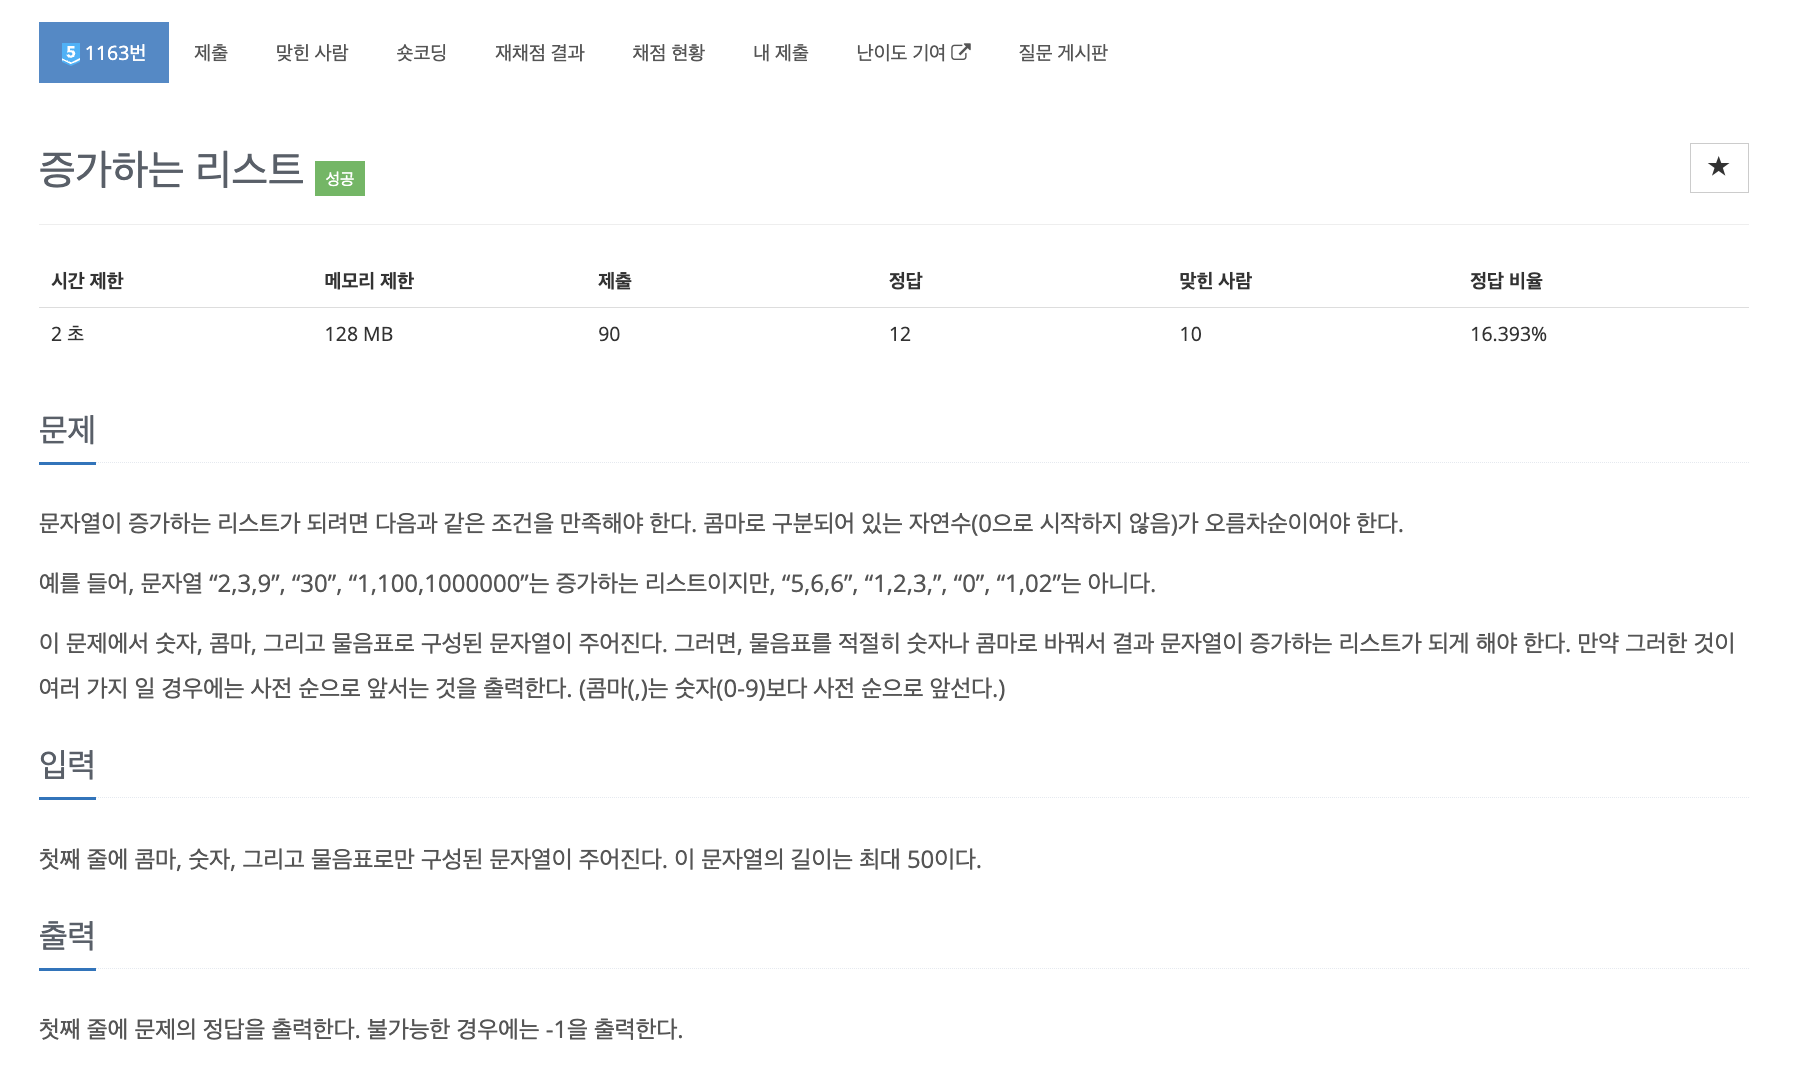 5 1163번 제출 맞힌 사람 숏코딩 재채점 결과 채점 현황 내 제출 난이도 기여 질문 게시판
증가하는 리스트 성공
시간 제한 메모리 제한 제출 정답 맞힌 사람 정답 비율
2 초 128 MB 90 12 10 16.393%
문제
문자열이 증가하는 리스트가 되려면 다음과 같은 조건을 만족해야 한다. 콤마로 구분되어 있는 자연수(0으로 시작하지 않음)가 오름차순이어야 한다.
예를 들어, 문자열 “2,3,9”, “30”, “1,100,1000000”는 증가하는 리스트이지만, “5,6,6”, “1,2,3,”, “0”, “1,02”는 아니다.
이 문제에서 숫자, 콤마, 그리고 물음표로 구성된 문자열이 주어진다. 그러면, 물음표를 적절히 숫자나 콤마로 바꿔서 결과 문자열이 증가하는 리스트가 되게 해야 한다. 만약 그러한 것이
여러 가지 일 경우에는 사전 순으로 앞서는 것을 출력한다. (콤마(,)는 숫자(0-9)보다 사전 순으로 앞선다.)
입력
첫째 줄에 콤마, 숫자, 그리고 물음표로만 구성된 문자열이 주어진다. 이 문자열의 길이는 최대 50이다.
출력
첫째 줄에 문제의 정답을 출력한다. 불가능한 경우에는 -1을 출력한다.